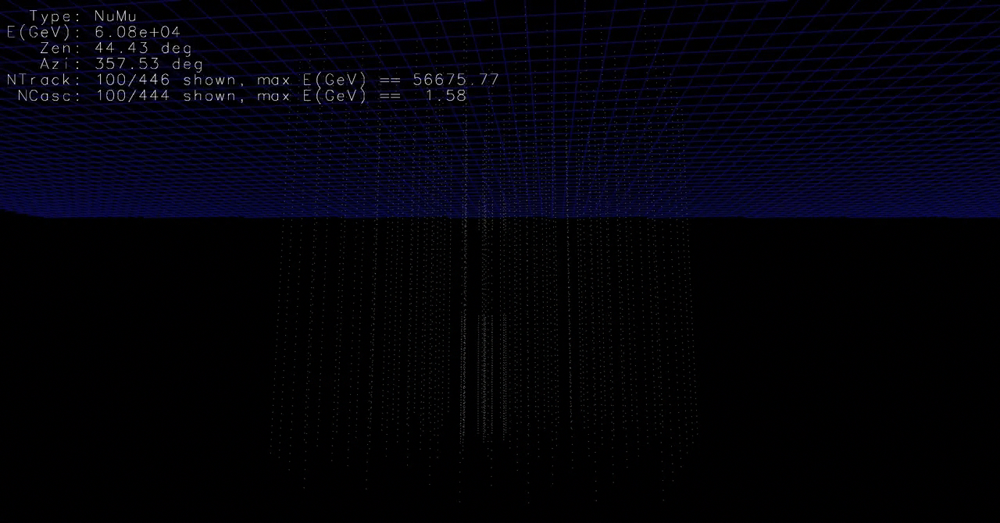 Type: NuMu
E(GeV): 6.08e+04
Zen: 44.43 deg
Azi: 357.53 deg
NTrack: 100/446 shown, max E(GeV) == 56675.77
NCasc: 100/444 shown, max E(GeV) == 1.58